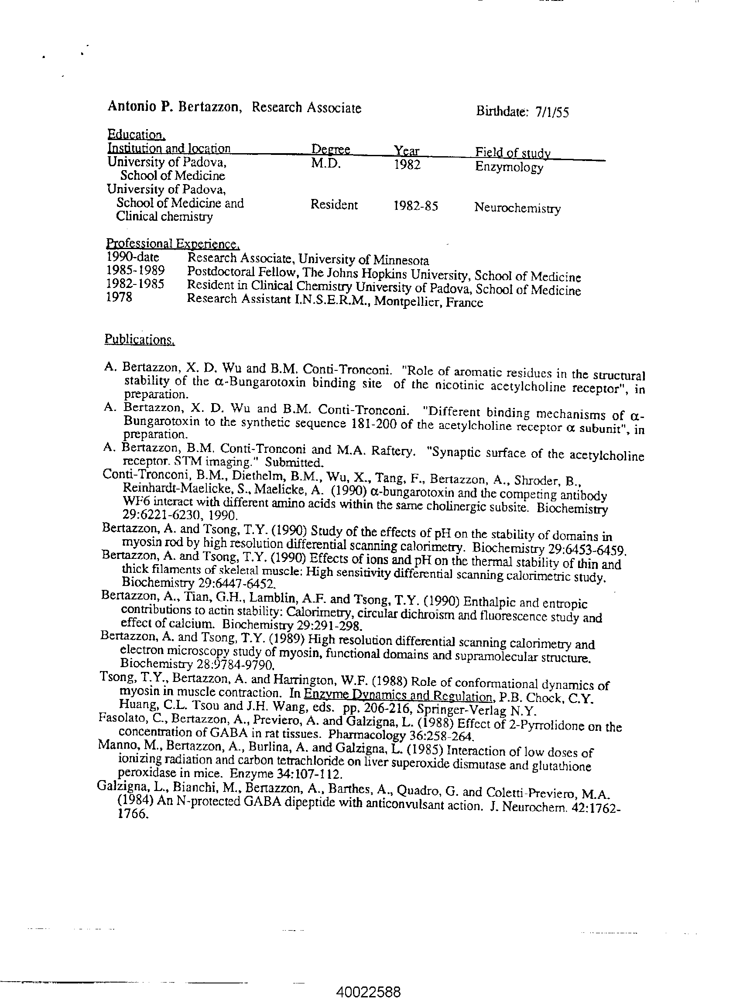 Antonio P. Bertazzon, Research Associate Birthdate: 7/1/55
Education.
Institution and location Degree Year Field of study
University of Padova, M.D. 1982 Enzymology
School of Medicine
University of Padova,
School of Medicine and Resident 1982-85 Neurochemistry
Clinical chemistry
Professional Experience.
1990-date Research Associate, University of Minnesota
1985-1989 Postdoctoral Fellow, The Johns Hopkins University, School of Medicine
1982-1985 Resident in Clinical Chemistry University of Padova, School of Medicine
1978 Research Assistant I.N.S.E.R.M., Montpellier, France
Publications.
A. Bertazzon, X. D. Wu and B.M. Conti-Tronconi. "Role of aromatic residues in the structural
stability of the α-Bungarotoxin binding site of the nicotinic acetylcholine receptor", in
preparation.
A. Bertazzon, X. D. Wu and B.M. Conti-Tronconi. "Different binding mechanisms of α-
Bungarotoxin to the synthetic sequence 181-200 of the acetylcholine receptor α subunit", in
preparation.
A. Bertazzon, B.M. Conti-Tronconi and M.A. Raftery. "Synaptic surface of the acetylcholine
receptor. STM imaging." Submitted.
Conti-Tronconi, B.M., Diethelm, B.M., Wu, X., Tang, F., Bertazzon, A., Shroder, B.,
Reinhardt-Maelicke, S., Maelicke, A. (1990) α-bungarotoxin and the competing antibody
WF6 interact with different amino acids within the same cholinergic subsite. Biochemistry
29:6221-6230, 1990.
Bertazzon, A. and Tsong, T.Y. (1990) Study of the effects of pH on the stability of domains in
myosin rod by high resolution differential scanning calorimetry. Biochemistry 29:6453-6459.
Bertazzon, A. and Tsong, T.Y. (1990) Effects of ions and pH on the thermal stability of thin and
thick filaments of skeletal muscle: High sensitivity differential scanning calorimetric study.
Biochemistry 29:6447-6452.
Bertazzon, A., Tian, G.H., Lamblin, A.F. and Tsong, T.Y. (1990) Enthalpic and entropic
contributions to actin stability: Calorimetry, circular dichroism and fluorescence study and
effect of calcium. Biochemistry 29:291-298.
Bertazzon, A. and Tsong, T.Y. (1989) High resolution differential scanning calorimetry and
electron microscopy study of myosin, functional domains and supramolecular structure.
Biochemistry 28:9784-9790.
Tsong, T.Y., Bertazzon, A. and Harrington, W.F. (1988) Role of conformational dynamics of
myosin in muscle contraction. In Enzyme Dynamics and Regulation, P.B. Chock, C.Y.
Huang, C.L. Tsou and J.H. Wang, eds. pp. 206-216, Springer-Verlag N.Y.
Fasolato, C., Bertazzon, A., Previero, A. and Galzigna, L. (1988) Effect of 2-Pyrrolidone on the
concentration of GABA in rat tissues. Pharmacology 36:258-264.
Manno, M., Bertazzon, A., Burlina, A. and Galzigna, L. (1985) Interaction of low doses of
ionizing radiation and carbon tetrachloride on liver superoxide dismutase and glutathione
peroxidase in mice. Enzyme 34:107-112.
Galzigna, L., Bianchi, M., Bertazzon, A., Barthes, A., Quadro, G. and Coletti-Previero, M.A.
(1984) An N-protected GABA dipeptide with anticonvulsant action. J. Neurochem. 42:1762-
1766.
40022588